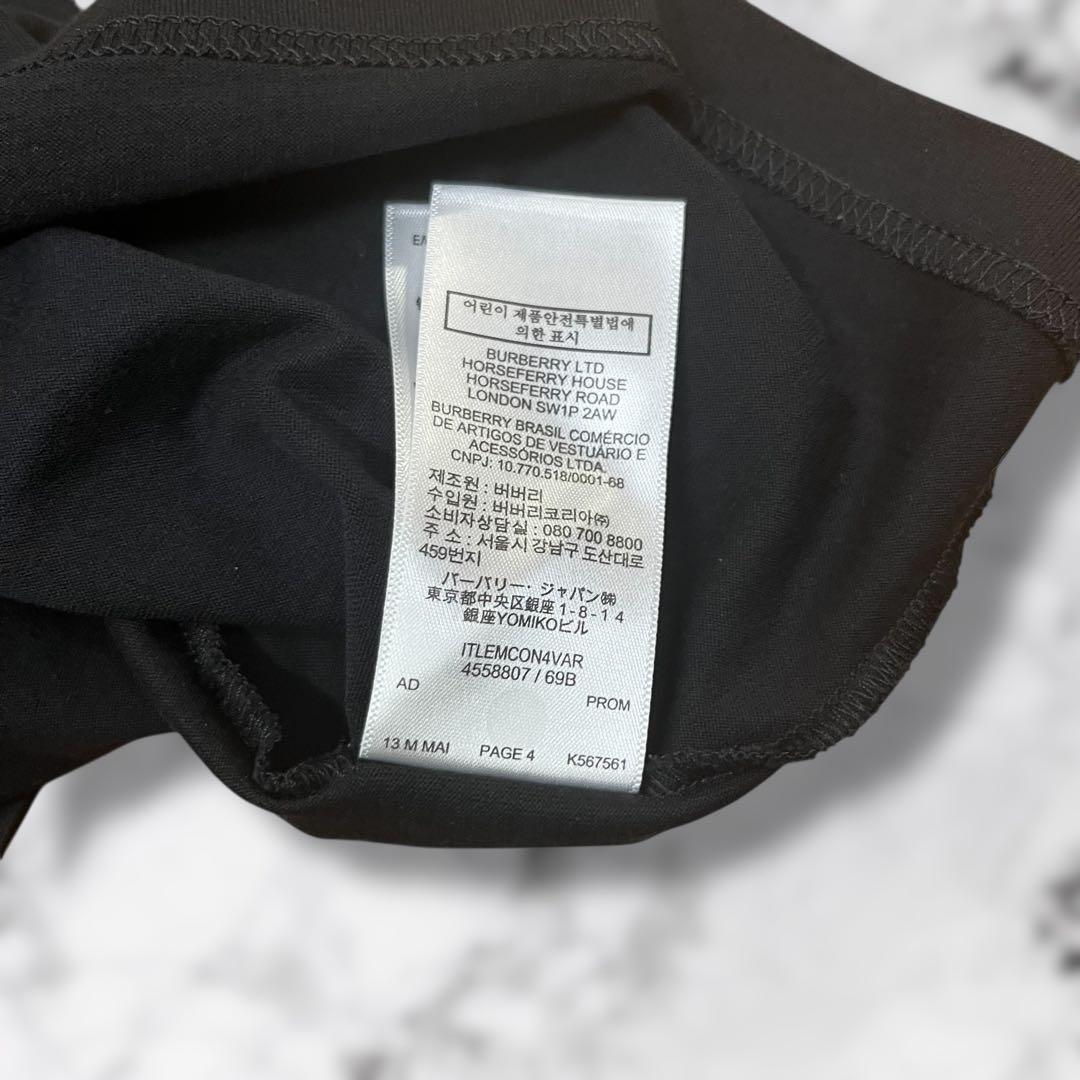 E/
어린이 제품안전특별법에
의한 표시
BURBERRY LTD
HORSEFERRY HOUSE
HORSEFERRY ROAD
LONDON SW1P 2AW
BURBERRY BRASIL COMÉRCIO
DE ARTIGOS DE VESTUÁRIO E
ACESSÓRIOS LTDA.
CNPJ: 10.770.518/0001-68
제조원 : 버버리
수입원 : 버버리코리아㈜
소비자상담실 : 080 700 8800
주 소 : 서울시 강남구 도산대로
459번지
バーバリー・ジャパン㈱
東京都中央区銀座1-8-14
銀座YOMIKOビル
ITLEMCON4VAR
4558807 / 69B
AD
PROM
13 M MAI PAGE 4 K567561